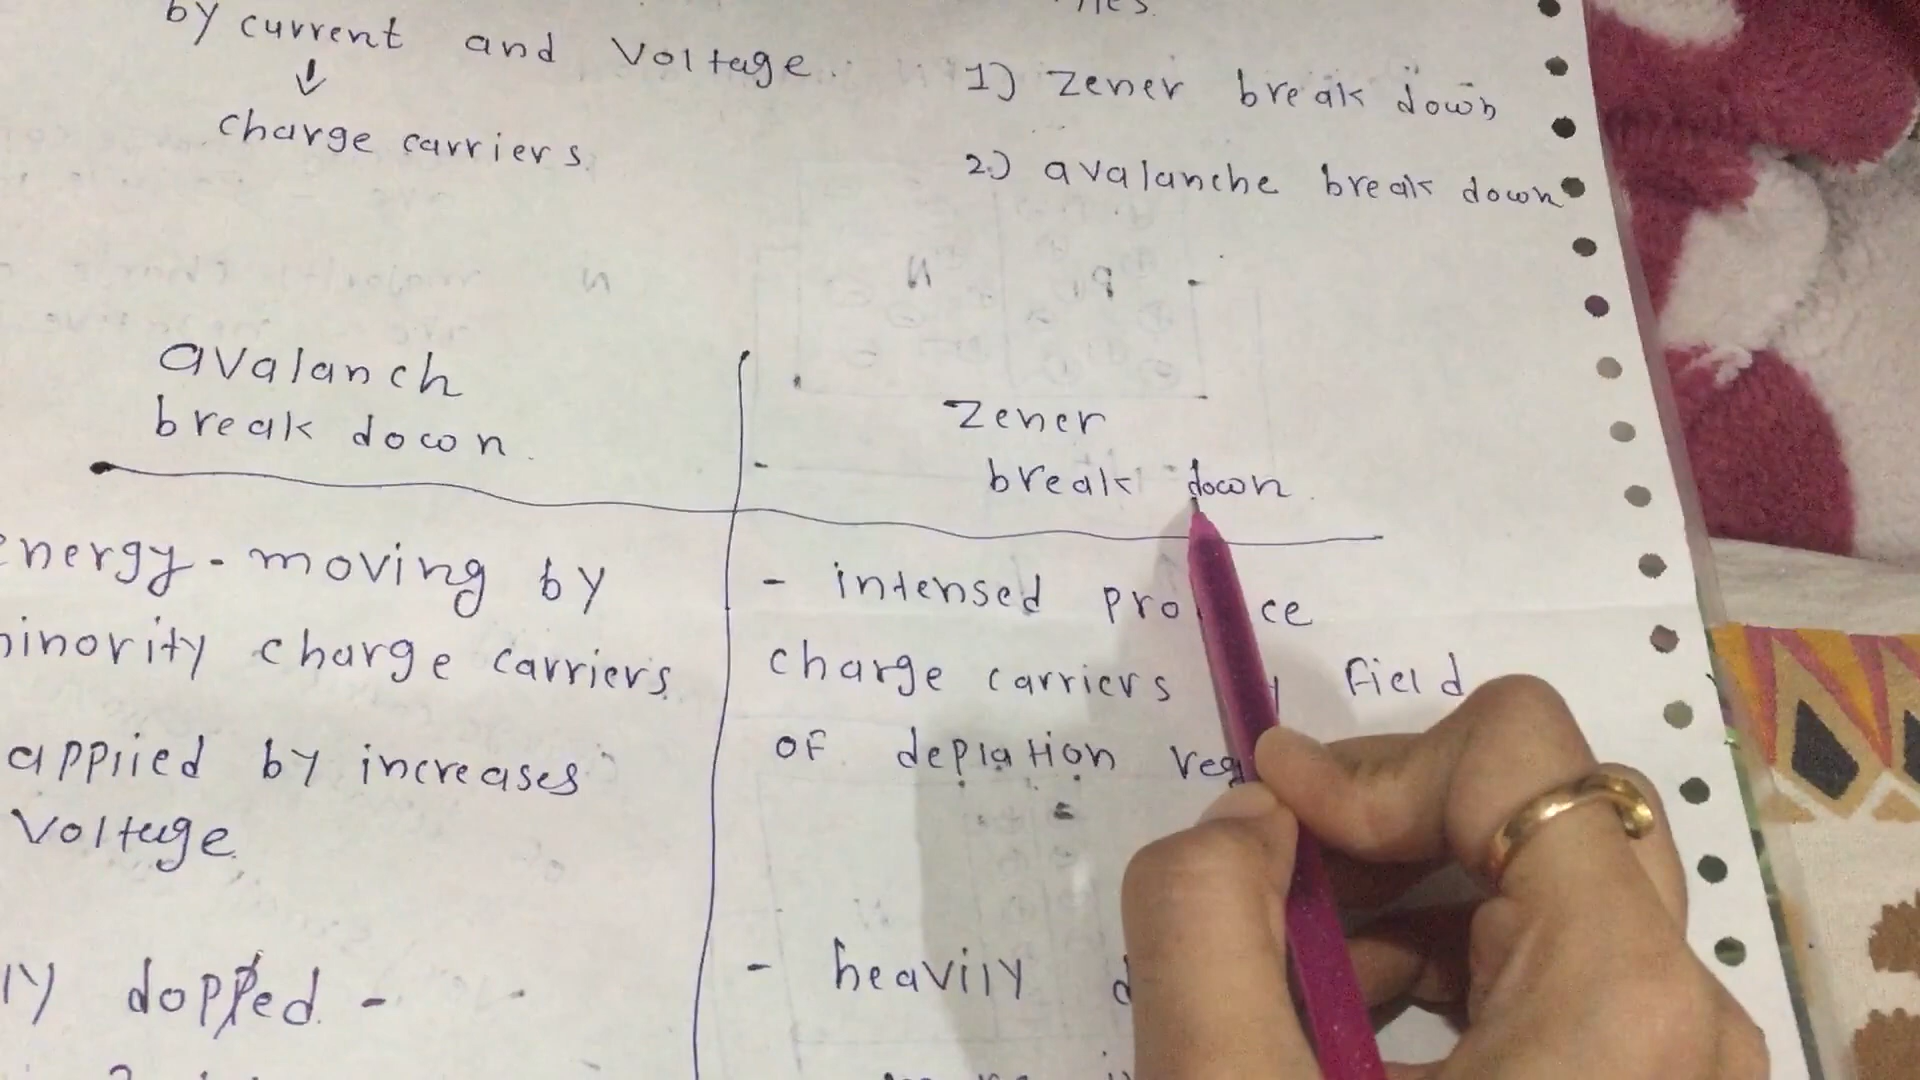 by current and Voltage.
charge carriers.
1) Zener break down
2) avalanche break down
avalanch
break down.
Zener
break down.
energy - moving by
minority charge carriers.
applied by increases
Voltage.
ly dopped -
- intensed pro ce
charge carriers field
of deplation reg
- heavily d